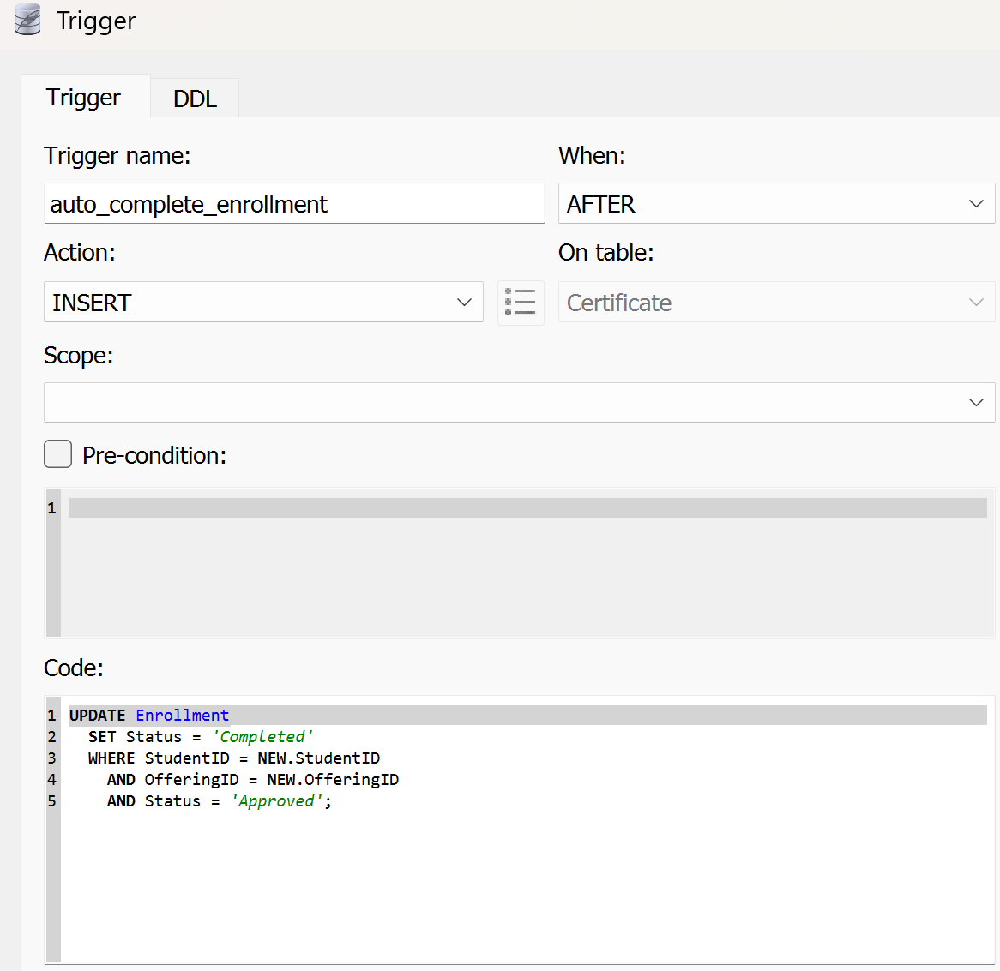 Trigger
Trigger
DDL
Trigger name:
When:
auto_complete_enrollment
AFTER
Action:
On table:
INSERT
Certificate
Scope:
Pre-condition:
1
Code:
1 UPDATE Enrollment
2 SET Status = 'Completed'
3 WHERE StudentID = NEW.StudentID
4 AND OfferingID = NEW.OfferingID
5 AND Status = 'Approved';